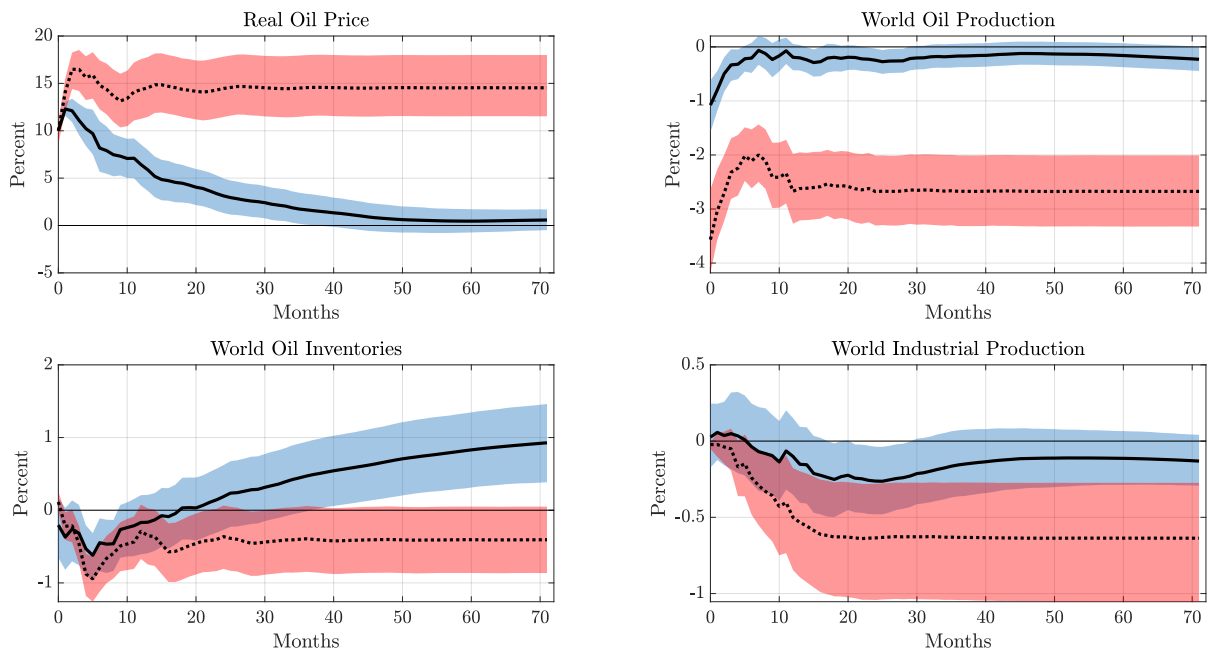 Real Oil Price
20
15
10
5
0
-5
Percent
0 10 20 30 40 50 60 70
Months
World Oil Production
0
-1
-2
-3
-4
Percent
0 10 20 30 40 50 60 70
Months
World Oil Inventories
2
1
0
-1
Percent
0 10 20 30 40 50 60 70
Months
World Industrial Production
0.5
0
-0.5
-1
Percent
0 10 20 30 40 50 60 70
Months